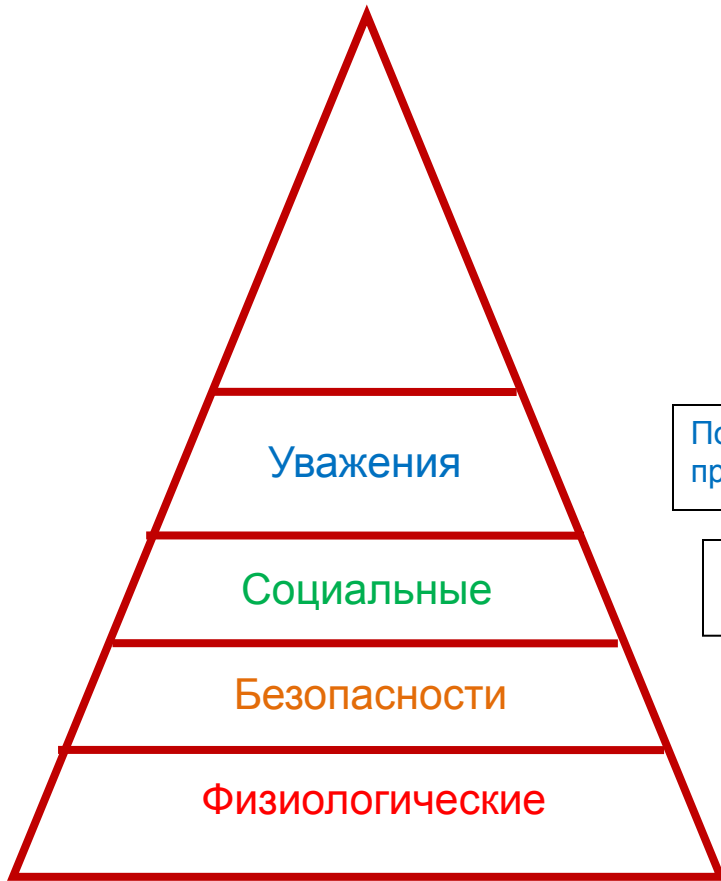 Уважения
Социальные
Безопасности
Физиологические